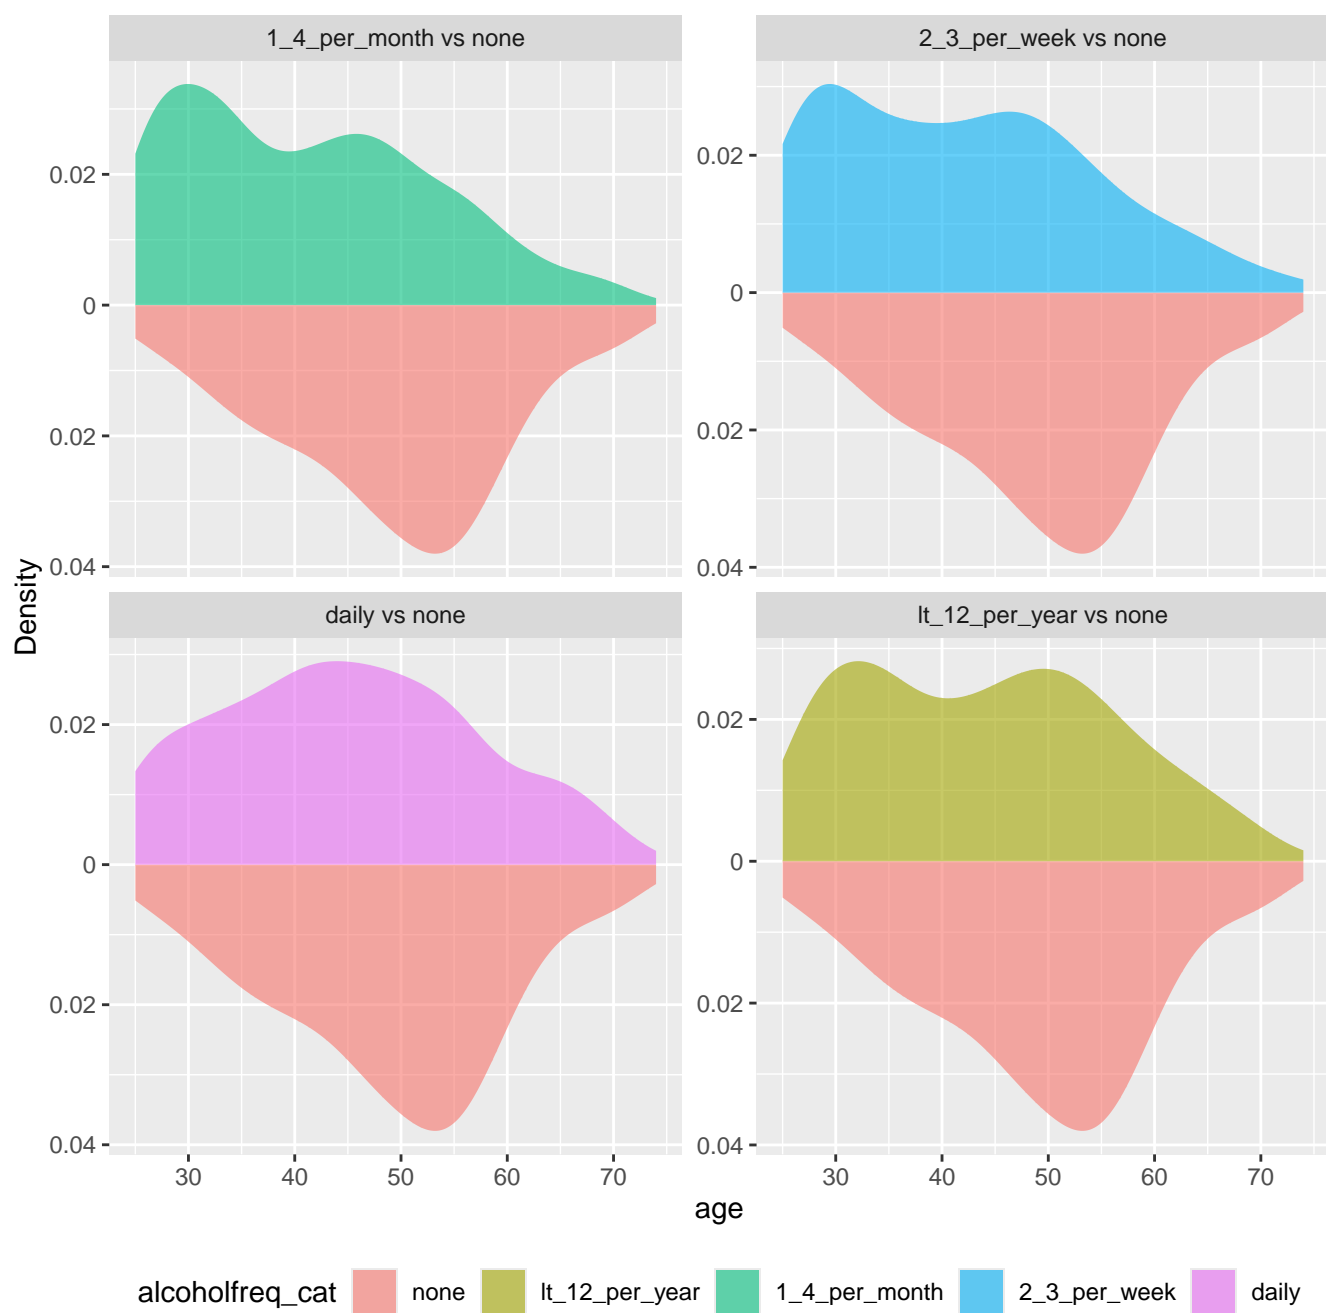 1_4_per_month vs none
2_3_per_week vs none
0.02
0
0.02
0.04
0.02
0
0.02
0.04
Density
daily vs none
lt_12_per_year vs none
0.02
0
0.02
0.04
0.02
0
0.02
0.04
30 40 50 60 70
30 40 50 60 70
age
alcoholfreq_cat none lt_12_per_year 1_4_per_month 2_3_per_week daily